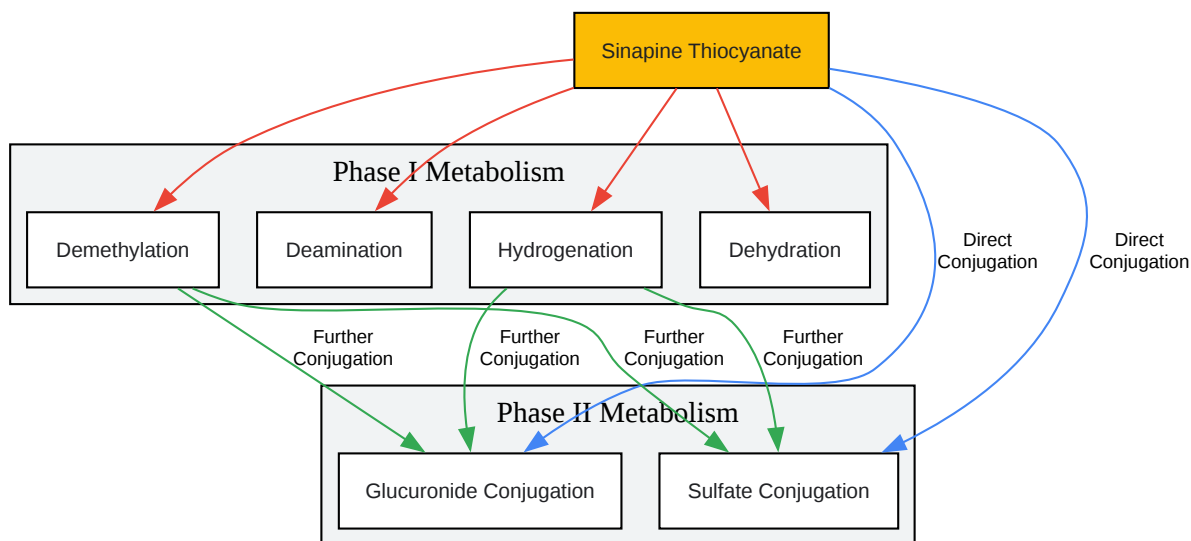 Sinapine Thiocyanate
Phase I Metabolism
Demethylation
Deamination
Hydrogenation
Dehydration
Direct
Conjugation
Direct
Conjugation
Further
Conjugation
Further
Conjugation
Further
Conjugation
Further
Conjugation
Phase II Metabolism
Glucuronide Conjugation
Sulfate Conjugation